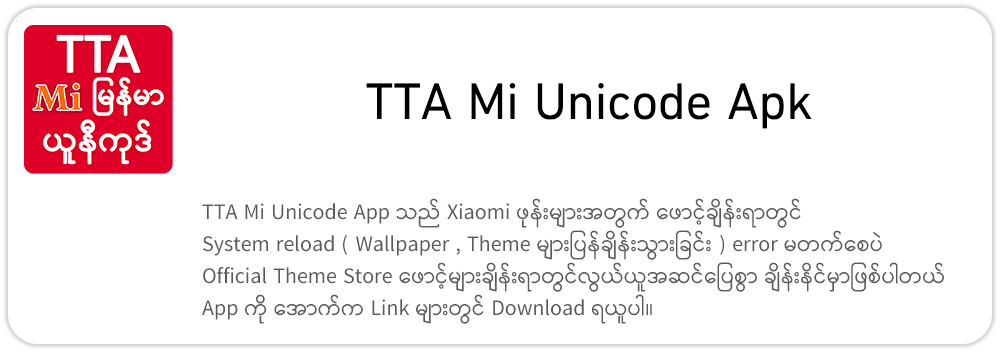 TTA
Mi မြန်မာ
ယူနီကုဒ်
TTA Mi Unicode Apk
TTA Mi Unicode App သည် Xiaomi ဖုန်းများအတွက် ဖောင့်ချိန်းရာတွင်
System reload ( Wallpaper , Theme များပြန်ချိန်းသွားခြင်း ) error မတက်စေပဲ
Official Theme Store ဖောင့်များချိန်းရာတွင်လွယ်ယူအဆင်ပြေစွာ ချိန်းနိုင်မှာဖြစ်ပါတယ်
App ကို အောက်က Link များတွင် Download ရယူပါ။